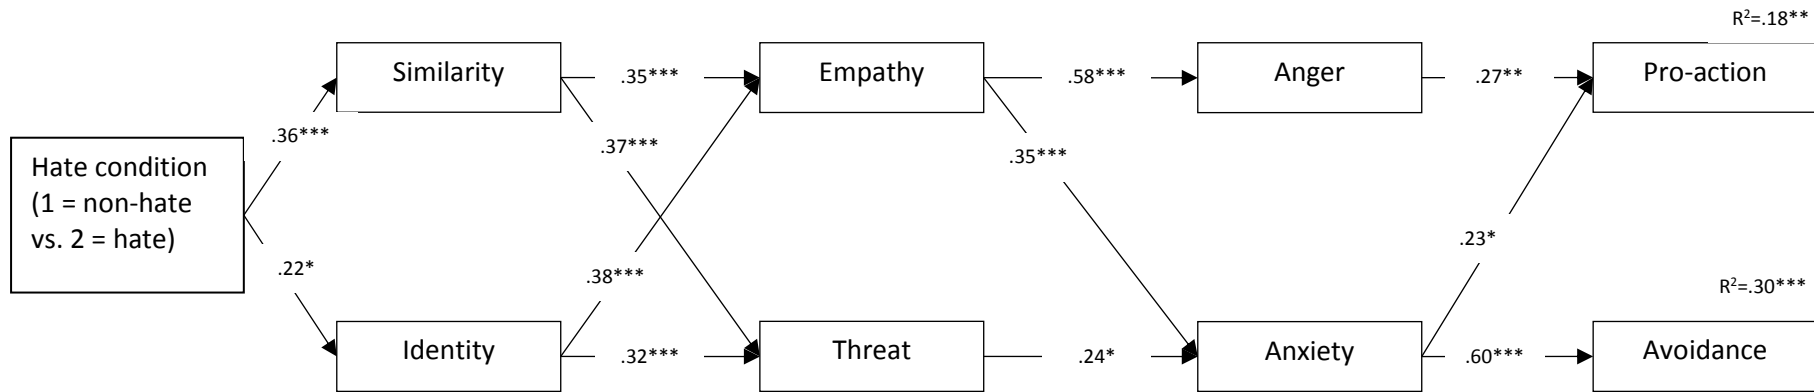 R²=.18**
Similarity
.35***
Empathy
.58***
Anger
.27**
Pro-action
.36***
.37***
.35***
Hate condition
(1 = non-hate
vs. 2 = hate)
.23*
.22*
.38***
R²=.30***
Identity
.32***
Threat
.24*
Anxiety
.60***
Avoidance